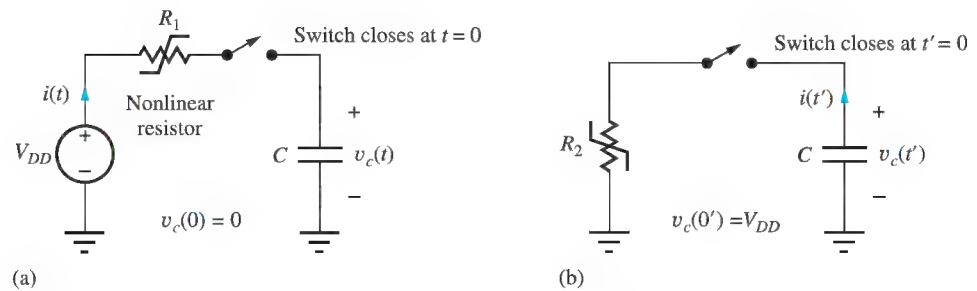 R1
Switch closes at t = 0
i(t)
Nonlinear
resistor
+
VDD
+
−
C
vc(t)
−
vc(0) = 0
(a)
Switch closes at t′ = 0
i(t′)
+
R2
C
vc(t′)
−
vc(0′) =VDD
(b)